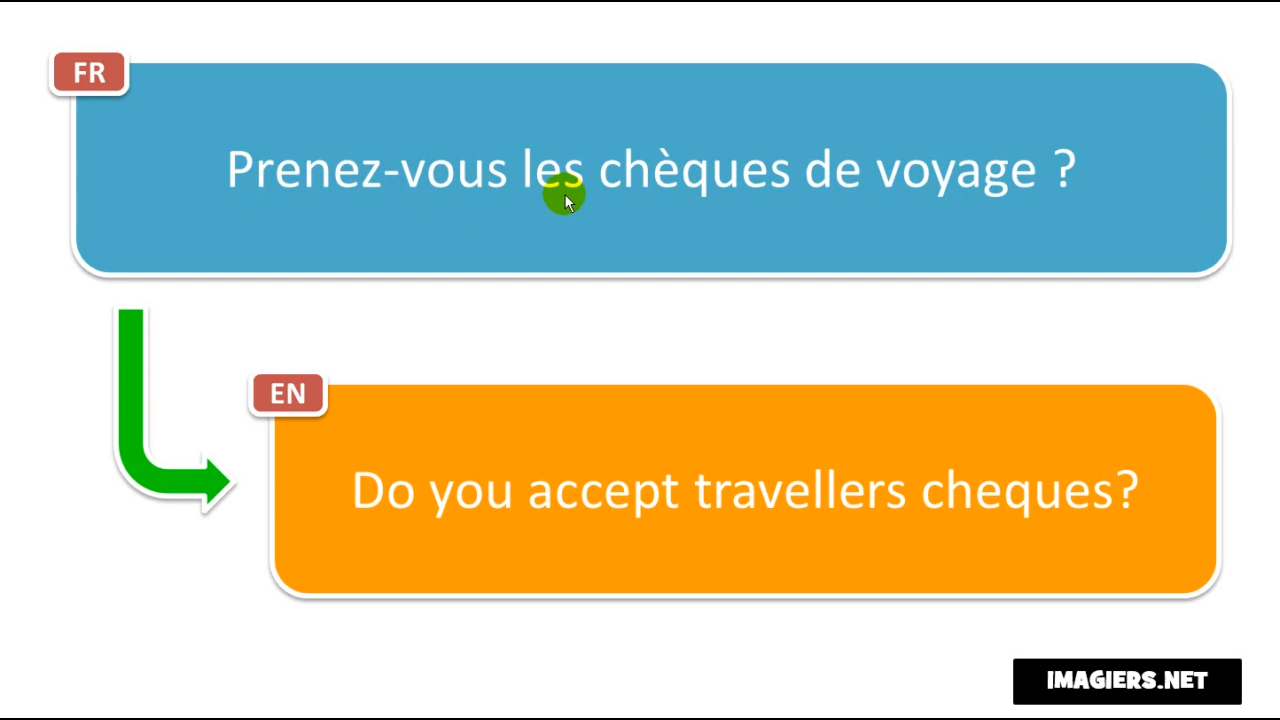 FR
Prenez-vous les chèques de voyage ?
EN
Do you accept travellers cheques?
IMAGIERS.NET